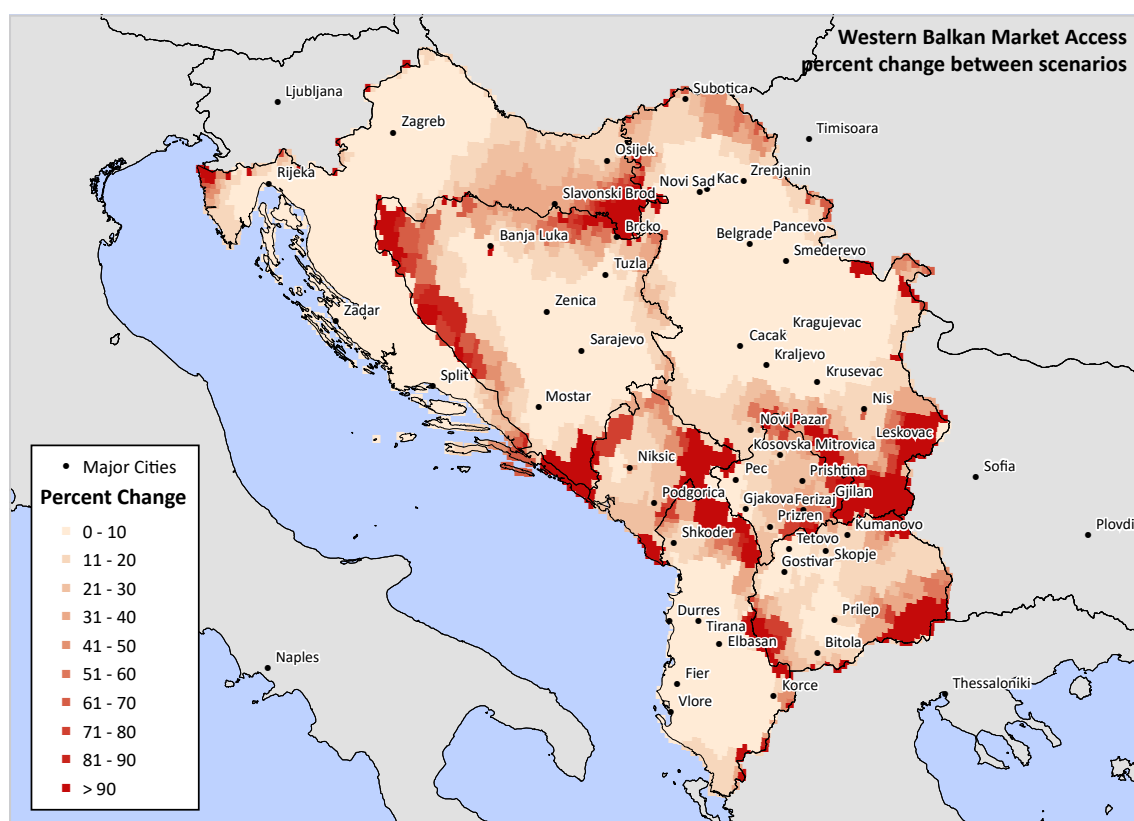 Western Balkan Market Access
percent change between scenarios
Subotica
Ljubljana
Zagreb
Timisoara
Osijek
Rijeka
Zrenjanin
Novi Sad
Kac
Slavonski Brod
Pancevo
Brcko
Banja Luka
Belgrade
Smederevo
Tuzla
Zenica
Zadar
Kragujevac
Cacak
Sarajevo
Kraljevo
Krusevac
Split
Nis
Mostar
Novi Pazar
Leskovac
Kosovska Mitrovica
Niksic
Pec
Prishtina
Sofia
Podgorica
Gjilan
Gjakova
Ferizaj
Prizren
Kumanovo
Plovdi
Shkoder
Tetovo
Skopje
Gostivar
Durres
Tirana
Prilep
Elbasan
Bitola
Naples
Fier
Korce
Thessaloniki
Vlore
Major Cities
Percent Change
0 - 10
11 - 20
21 - 30
31 - 40
41 - 50
51 - 60
61 - 70
71 - 80
81 - 90
> 90